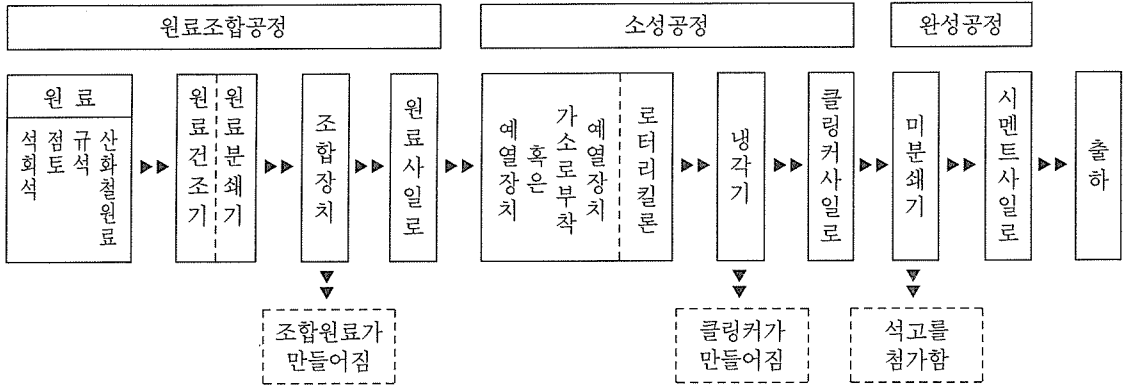 원료조합공정
소성공정
완성공정
원 료
석회석
점토
규석
산화철원료
원료건조기
원료분쇄기
조합장치
원료사일로
예열장치
혹은
가소로부착
예열장치
로터리킬론
냉각기
클링커사일로
미분쇄기
시멘트사일로
출하
조합원료가
만들어짐
클링커가
만들어짐
석고를
첨가함